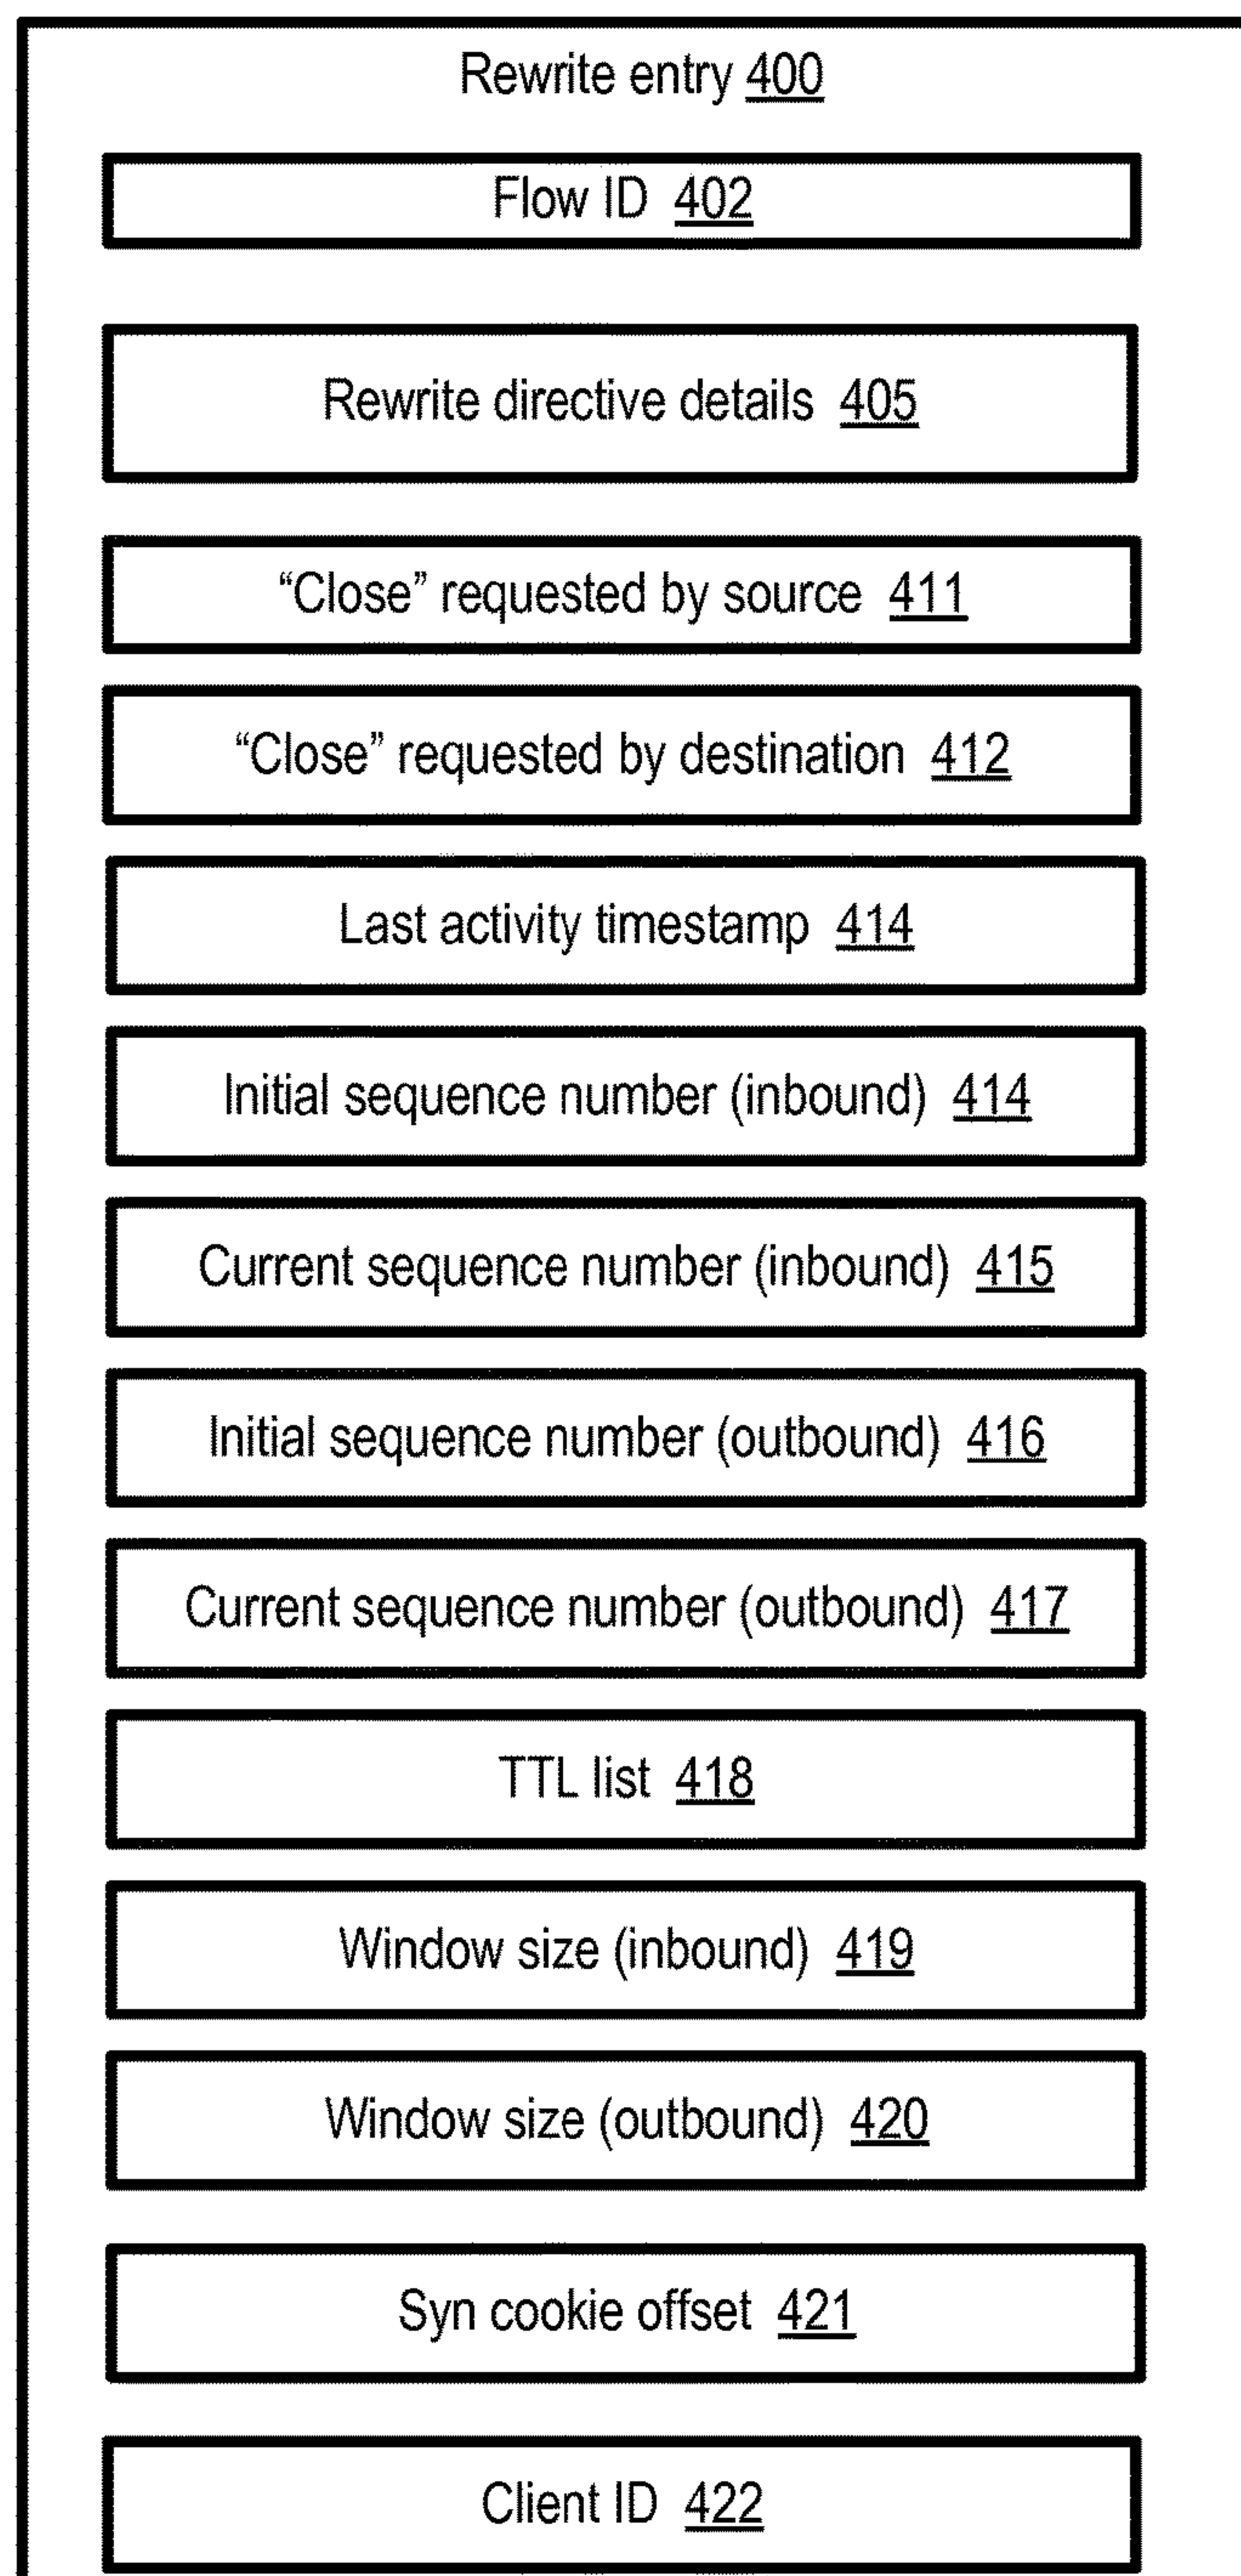 Rewrite entry 400
Flow ID 402
Rewrite directive details 405
“Close” requested by source 411
“Close” requested by destination 412
Last activity timestamp 414
Initial sequence number (inbound) 414
Current sequence number (inbound) 415
Initial sequence number (outbound) 416
Current sequence number (outbound) 417
TTL list 418
Window size (inbound) 419
Window size (outbound) 420
Syn cookie offset 421
Client ID 422